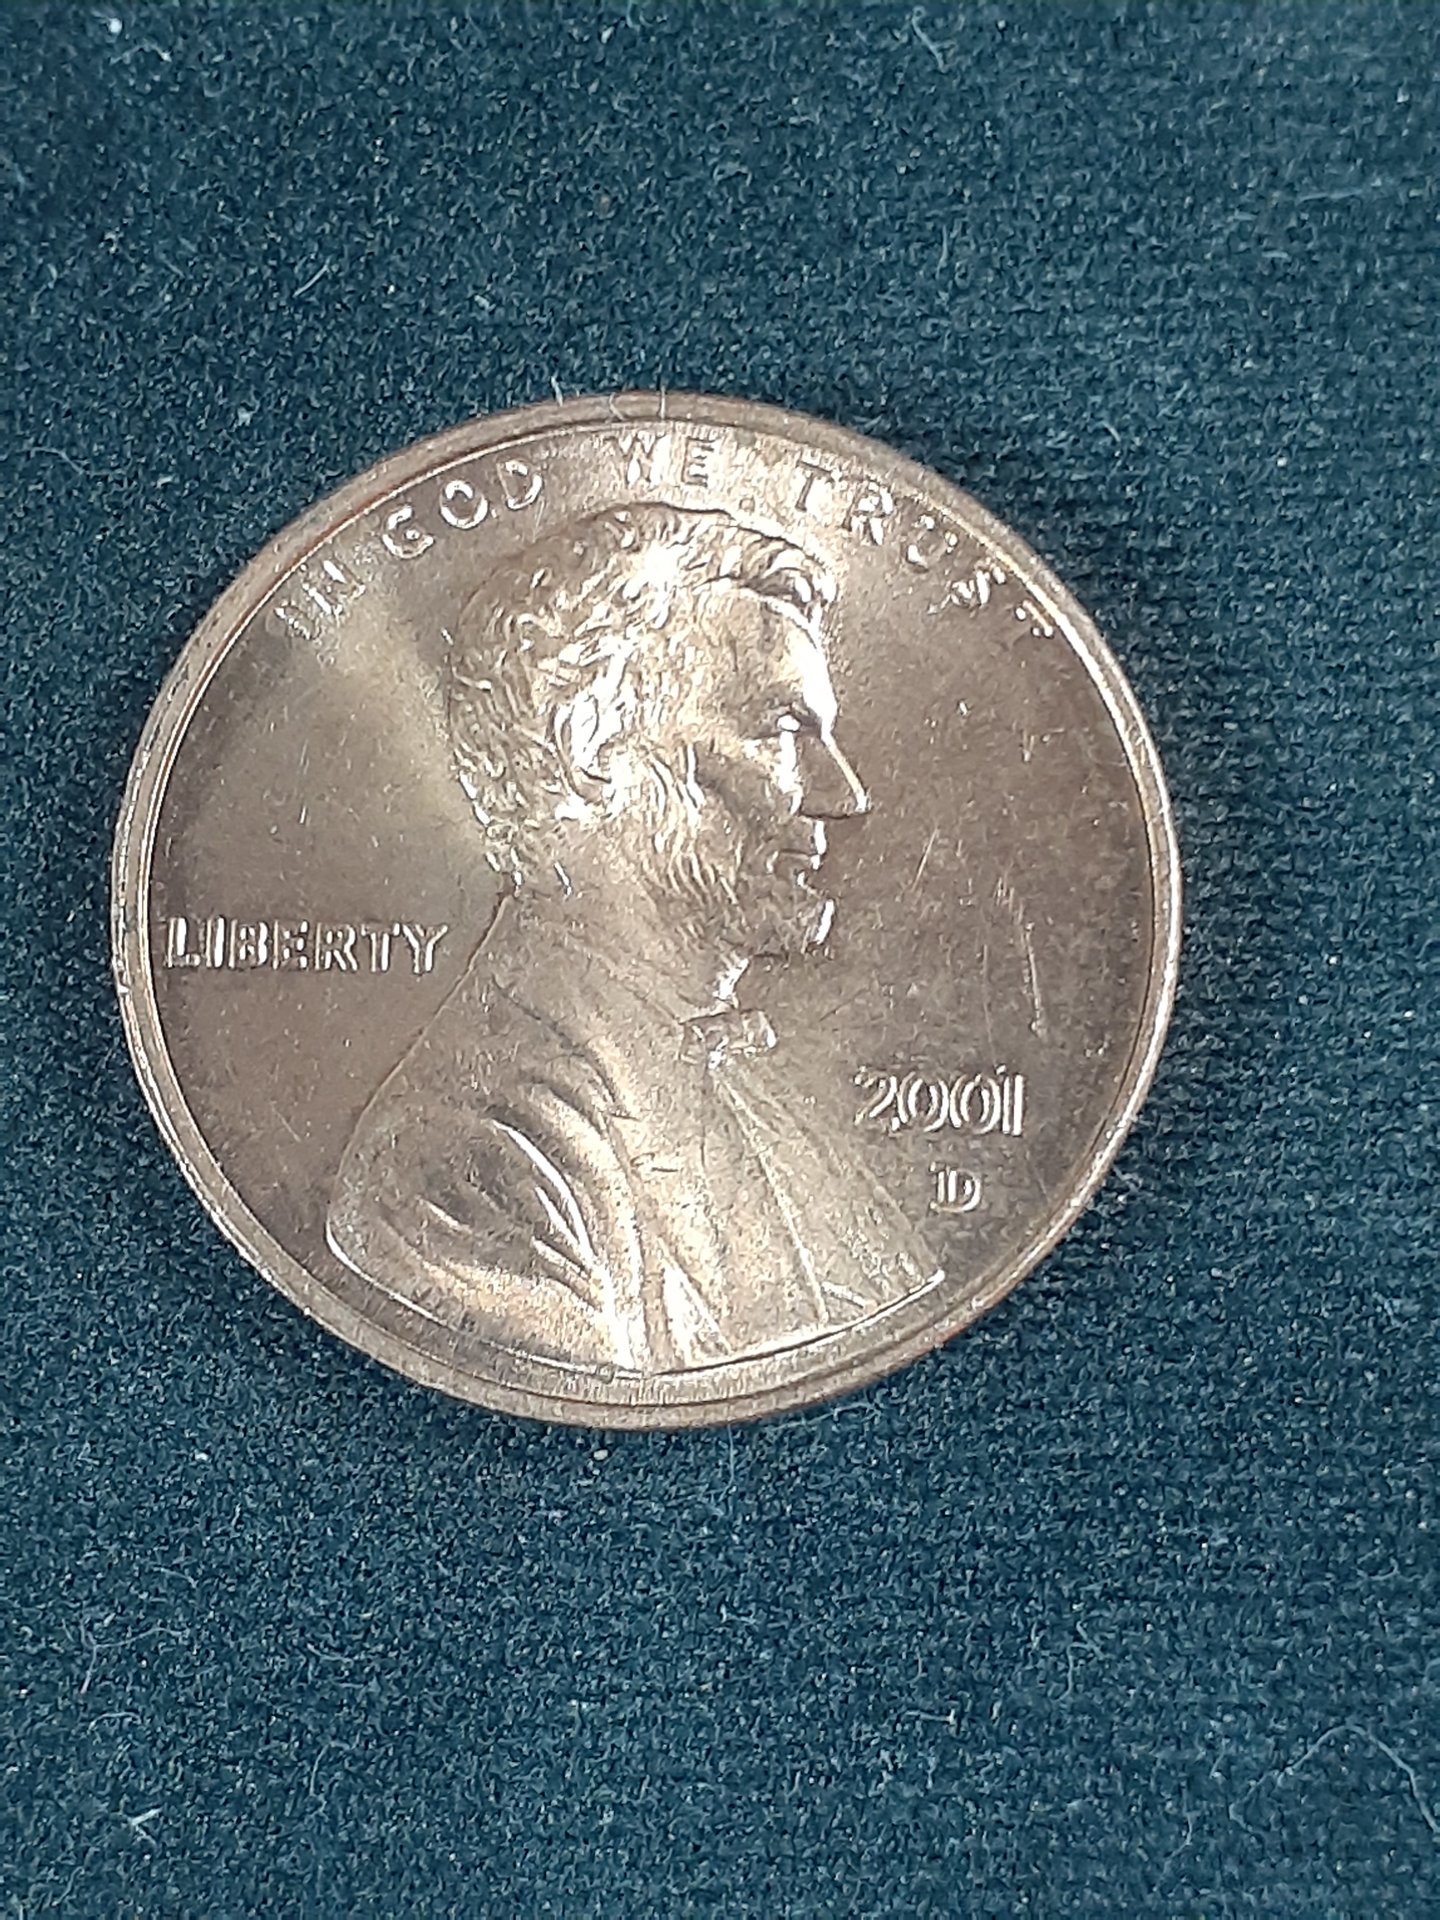 IN GOD WE TRUST
LIBERTY
2001
D